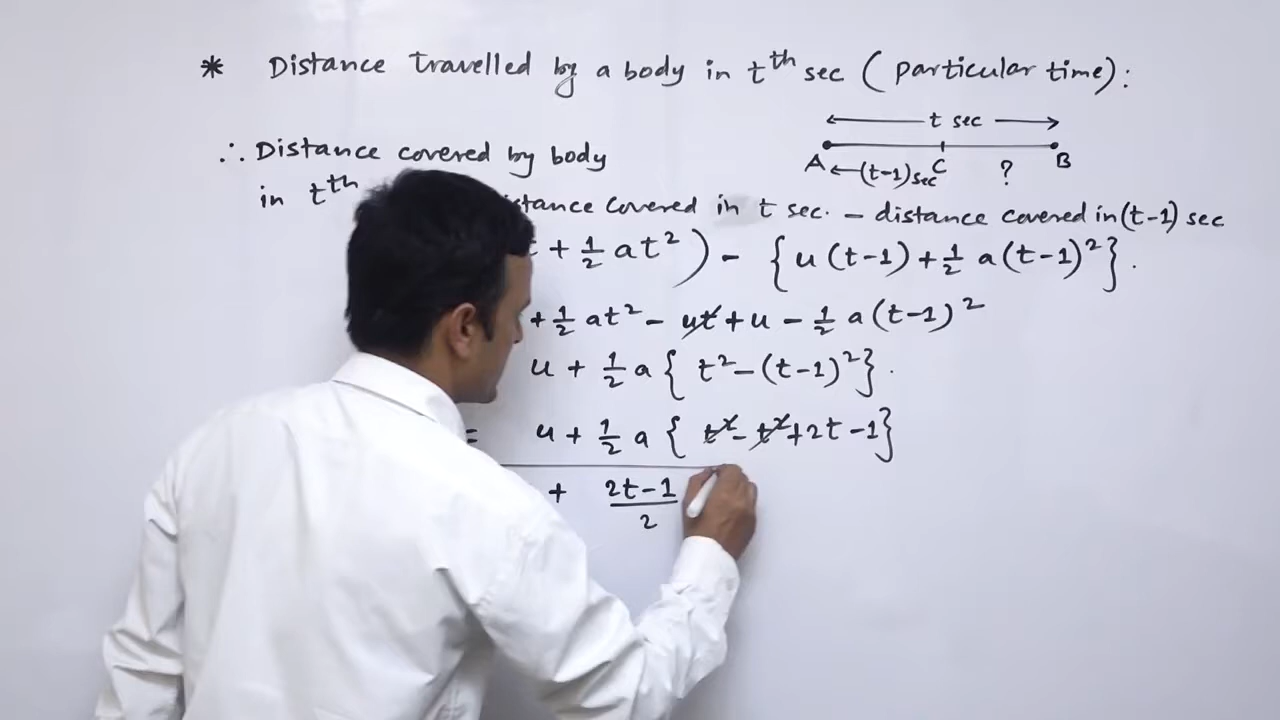 * Distance travelled by a body in t^th sec (particular time):
← t sec →
A C B
←(t-1)sec ?
∴ Distance covered by body
in t^th
distance covered in t sec. - distance covered in (t-1) sec
+ 1/2 at²) - {u(t-1) + 1/2 a(t-1)²}.
+ 1/2 at² - ut + u - 1/2 a(t-1)²
u + 1/2 a{t² - (t-1)²}.
= u + 1/2 a{t² - t² + 2t - 1}
+ 2t-1/2